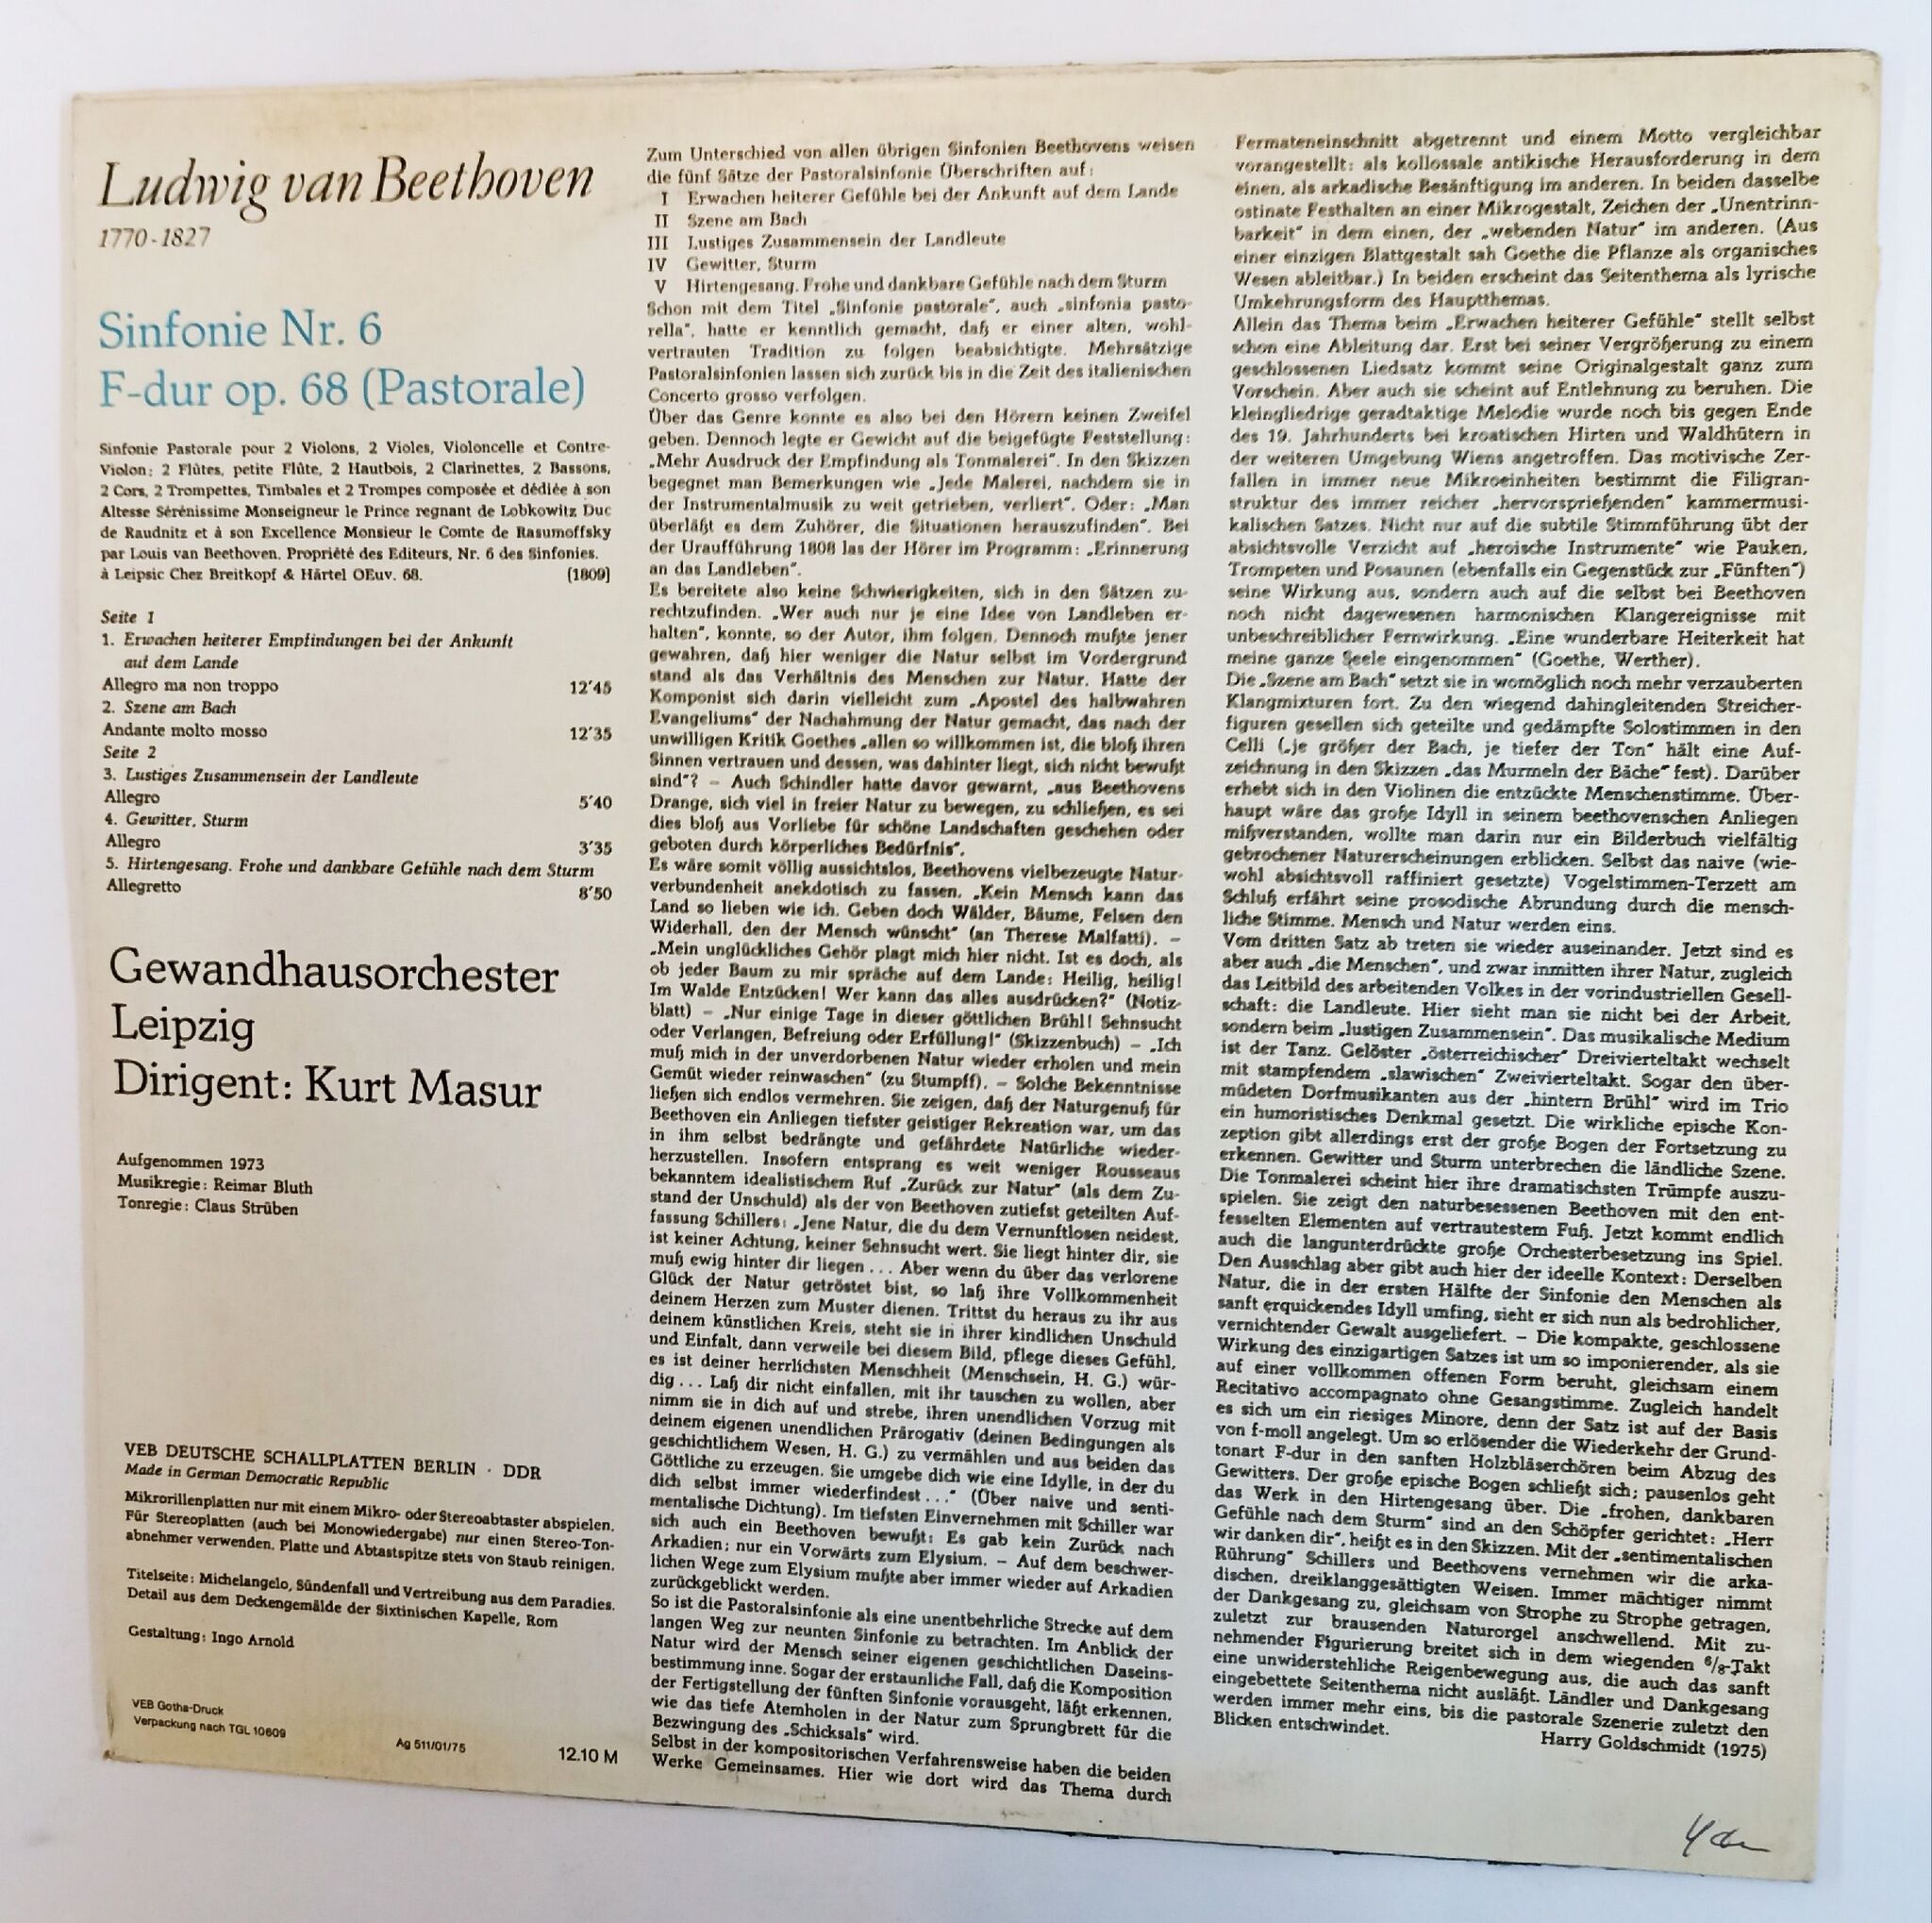 Ludwig van Beethoven
1770-1827
Sinfonie Nr. 6
F-dur op. 68 (Pastorale)
Sinfonie Pastorale pour 2 Violons, 2 Violes, Violoncelle et Contre-
Violon; 2 Flûtes, petite Flûte, 2 Hautbois, 2 Clarinettes, 2 Bassons,
2 Cors, 2 Trompettes, Timbales et 2 Trompes composée et dédiée à son
Altesse Sérénissime Monseigneur le Prince regnant de Lobkowitz Duc
de Raudnitz et à son Excellence Monsieur le Comte de Rasumoffsky
par Louis van Beethoven. Propriété des Editeurs, Nr. 6 des Sinfonies.
à Leipsic Chez Breitkopf & Härtel OEuv. 68. [1809]
Seite 1
1. Erwachen heiterer Empfindungen bei der Ankunft
auf dem Lande
Allegro ma non troppo 12'45
2. Szene am Bach
Andante molto mosso 12'35
Seite 2
3. Lustiges Zusammensein der Landleute
Allegro 5'40
4. Gewitter, Sturm
Allegro 3'35
5. Hirtengesang. Frohe und dankbare Gefühle nach dem Sturm
Allegretto 8'50
Gewandhausorchester
Leipzig
Dirigent: Kurt Masur
Aufgenommen 1973
Musikregie: Reimar Bluth
Tonregie: Claus Strüben
VEB DEUTSCHE SCHALLPLATTEN BERLIN · DDR
Made in German Democratic Republic
Mikrorillenplatten nur mit einem Mikro- oder Stereoabtaster abspielen.
Für Stereoplatten (auch bei Monowiedergabe) nur einen Stereo-Ton-
abnehmer verwenden. Platte und Abtastspitze stets von Staub reinigen.
Titelseite: Michelangelo, Sündenfall und Vertreibung aus dem Paradies.
Detail aus dem Deckengemälde der Sixtinischen Kapelle, Rom
Gestaltung: Ingo Arnold
VEB Gotha-Druck
Verpackung nach TGL 10609
Ag 511/01/75
12.10 M
Zum Unterschied von allen übrigen Sinfonien Beethovens weisen
die fünf Sätze der Pastoralsinfonie Überschriften auf:
I Erwachen heiterer Gefühle bei der Ankunft auf dem Lande
II Szene am Bach
III Lustiges Zusammensein der Landleute
IV Gewitter, Sturm
V Hirtengesang. Frohe und dankbare Gefühle nach dem Sturm
Schon mit dem Titel „Sinfonie pastorale“, auch „sinfonia pasto-
rella“, hatte er kenntlich gemacht, daß er einer alten, wohl-
vertrauten Tradition zu folgen beabsichtigte. Mehrsätzige
Pastoralsinfonien lassen sich zurück bis in die Zeit des italienischen
Concerto grosso verfolgen.
Über das Genre konnte es also bei den Hörern keinen Zweifel
geben. Dennoch legte er Gewicht auf die beigefügte Feststellung:
„Mehr Ausdruck der Empfindung als Tonmalerei“. In den Skizzen
begegnet man Bemerkungen wie „Jede Malerei, nachdem sie in
der Instrumentalmusik zu weit getrieben, verliert“. Oder: „Man
überläßt es dem Zuhörer, die Situationen herauszufinden“. Bei
der Uraufführung 1808 las der Hörer im Programm: „Erinnerung
an das Landleben“.
Es bereitete also keine Schwierigkeiten, sich in den Sätzen zu-
rechtzufinden. „Wer auch nur je eine Idee von Landleben er-
halten“, konnte, so der Autor, ihm folgen. Dennoch mußte jener
gewahren, daß hier weniger die Natur selbst im Vordergrund
stand als das Verhältnis des Menschen zur Natur. Hatte der
Komponist sich darin vielleicht zum „Apostel des halbwahren
Evangeliums“ der Nachahmung der Natur gemacht, das nach der
unwilligen Kritik Goethes „allen so willkommen ist, die bloß ihren
Sinnen vertrauen und dessen, was dahinter liegt, sich nicht bewußt
sind“? – Auch Schindler hatte davor gewarnt, „aus Beethovens
Drange, sich viel in freier Natur zu bewegen, zu schließen, es sei
dies bloß aus Vorliebe für schöne Landschaften geschehen oder
geboten durch körperliches Bedürfnis“.
Es wäre somit völlig aussichtslos, Beethovens vielbezeugte Natur-
verbundenheit anekdotisch zu fassen. „Kein Mensch kann das
Land so lieben wie ich. Geben doch Wälder, Bäume, Felsen den
Widerhall, den der Mensch wünscht“ (an Therese Malfatti). –
„Mein unglückliches Gehör plagt mich hier nicht. Ist es doch, als
ob jeder Baum zu mir spräche auf dem Lande: Heilig, heilig!
Im Walde Entzücken! Wer kann das alles ausdrücken?“ (Notiz-
blatt) – „Nur einige Tage in dieser göttlichen Brühl! Sehnsucht
oder Verlangen, Befreiung oder Erfüllung!“ (Skizzenbuch) – „Ich
muß mich in der unverdorbenen Natur wieder erholen und mein
Gemüt wieder reinwaschen“ (zu Stumpff). – Solche Bekenntnisse
ließen sich endlos vermehren. Sie zeigen, daß der Naturgenuß für
Beethoven ein Anliegen tiefster geistiger Rekreation war, um das
in ihm selbst bedrängte und gefährdete Natürliche wieder-
herzustellen. Insofern entsprang es weit weniger Rousseaus
bekanntem idealistischem Ruf „Zurück zur Natur“ (als dem Zu-
stand der Unschuld) als der von Beethoven zutiefst geteilten Auf-
fassung Schillers: „Jene Natur, die du dem Vernunftlosen neidest,
ist keiner Achtung, keiner Sehnsucht wert. Sie liegt hinter dir, sie
muß ewig hinter dir liegen ... Aber wenn du über das verlorene
Glück der Natur getröstet bist, so laß ihre Vollkommenheit
deinem Herzen zum Muster dienen. Trittst du heraus zu ihr aus
deinem künstlichen Kreis, steht sie in ihrer kindlichen Unschuld
und Einfalt, dann verweile bei diesem Bild, pflege dieses Gefühl,
es ist deiner herrlichsten Menschheit (Menschsein, H. G.) wür-
dig ... Laß dir nicht einfallen, mit ihr tauschen zu wollen, aber
nimm sie in dich auf und strebe, ihren unendlichen Vorzug mit
deinem eigenen unendlichen Prärogativ (deinen Bedingungen als
geschichtlichem Wesen, H. G.) zu vermählen und aus beiden das
Göttliche zu erzeugen. Sie umgebe dich wie eine Idylle, in der du
dich selbst immer wiederfindest ...“ (Über naive und senti-
mentalische Dichtung). Im tiefsten Einvernehmen mit Schiller war
sich auch ein Beethoven bewußt: Es gab kein Zurück nach
Arkadien; nur ein Vorwärts zum Elysium. – Auf dem beschwer-
lichen Wege zum Elysium mußte aber immer wieder auf Arkadien
zurückgeblickt werden.
So ist die Pastoralsinfonie als eine unentbehrliche Strecke auf dem
langen Weg zur neunten Sinfonie zu betrachten. Im Anblick der
Natur wird der Mensch seiner eigenen geschichtlichen Daseins-
bestimmung inne. Sogar der erstaunliche Fall, daß die Komposition
der Fertigstellung der fünften Sinfonie vorausgeht, läßt erkennen,
wie das tiefe Atemholen in der Natur zum Sprungbrett für die
Bezwingung des „Schicksals“ wird.
Selbst in der kompositorischen Verfahrensweise haben die beiden
Werke Gemeinsames. Hier wie dort wird das Thema durch
Fermateneinschnitt abgetrennt und einem Motto vergleichbar
vorangestellt: als kollossale antikische Herausforderung in dem
einen, als arkadische Besänftigung im anderen. In beiden dasselbe
ostinate Festhalten an einer Mikrogestalt, Zeichen der „Unentrinn-
barkeit“ in dem einen, der „webenden Natur“ im anderen. (Aus
einer einzigen Blattgestalt sah Goethe die Pflanze als organisches
Wesen ableitbar.) In beiden erscheint das Seitenthema als lyrische
Umkehrungsform des Hauptthemas.
Allein das Thema beim „Erwachen heiterer Gefühle“ stellt selbst
schon eine Ableitung dar. Erst bei seiner Vergrößerung zu einem
geschlossenen Liedsatz kommt seine Originalgestalt ganz zum
Vorschein. Aber auch sie scheint auf Entlehnung zu beruhen. Die
kleingliedrige geradtaktige Melodie wurde noch bis gegen Ende
des 19. Jahrhunderts bei kroatischen Hirten und Waldhütern in
der weiteren Umgebung Wiens angetroffen. Das motivische Zer-
fallen in immer neue Mikroeinheiten bestimmt die Filigran-
struktur des immer reicher „hervorsprießenden“ kammermusi-
kalischen Satzes. Nicht nur auf die subtile Stimmführung übt der
absichtsvolle Verzicht auf „heroische Instrumente“ wie Pauken,
Trompeten und Posaunen (ebenfalls ein Gegenstück zur „Fünften“)
seine Wirkung aus, sondern auch auf die selbst bei Beethoven
noch nicht dagewesenen harmonischen Klangereignisse mit
unbeschreiblicher Fernwirkung. „Eine wunderbare Heiterkeit hat
meine ganze Seele eingenommen“ (Goethe, Werther).
Die „Szene am Bach“ setzt sie in womöglich noch mehr verzauberten
Klangmixturen fort. Zu den wiegend dahingleitenden Streicher-
figuren gesellen sich geteilte und gedämpfte Solostimmen in den
Celli („je größer der Bach, je tiefer der Ton“ hält eine Auf-
zeichnung in den Skizzen „das Murmeln der Bäche“ fest). Darüber
erhebt sich in den Violinen die entzückte Menschenstimme. Über-
haupt wäre das große Idyll in seinem beethovenschen Anliegen
mißverstanden, wollte man darin nur ein Bilderbuch vielfältig
gebrochener Naturerscheinungen erblicken. Selbst das naive (wie-
wohl absichtsvoll raffiniert gesetzte) Vogelstimmen-Terzett am
Schluß erfährt seine prosodische Abrundung durch die mensch-
liche Stimme. Mensch und Natur werden eins.
Vom dritten Satz ab treten sie wieder auseinander. Jetzt sind es
aber auch „die Menschen“, und zwar inmitten ihrer Natur, zugleich
das Leitbild des arbeitenden Volkes in der vorindustriellen Gesell-
schaft: die Landleute. Hier sieht man sie nicht bei der Arbeit,
sondern beim „lustigen Zusammensein“. Das musikalische Medium
ist der Tanz. Gelöster „österreichischer“ Dreivierteltakt wechselt
mit stampfendem „slawischen“ Zweivierteltakt. Sogar den über-
müdeten Dorfmusikanten aus der „hintern Brühl“ wird im Trio
ein humoristisches Denkmal gesetzt. Die wirkliche epische Kon-
zeption gibt allerdings erst der große Bogen der Fortsetzung zu
erkennen. Gewitter und Sturm unterbrechen die ländliche Szene.
Die Tonmalerei scheint hier ihre dramatischsten Trümpfe auszu-
spielen. Sie zeigt den naturbesessenen Beethoven mit den ent-
fesselten Elementen auf vertrautestem Fuß. Jetzt kommt endlich
auch die langunterdrückte große Orchesterbesetzung ins Spiel.
Den Ausschlag aber gibt auch hier der ideelle Kontext: Derselben
Natur, die in der ersten Hälfte der Sinfonie den Menschen als
sanft erquickendes Idyll umfing, sieht er sich nun als bedrohlicher,
vernichtender Gewalt ausgeliefert. – Die kompakte, geschlossene
Wirkung des einzigartigen Satzes ist um so imponierender, als sie
auf einer vollkommen offenen Form beruht, gleichsam einem
Recitativo accompagnato ohne Gesangstimme. Zugleich handelt
es sich um ein riesiges Minore, denn der Satz ist auf der Basis
von f-moll angelegt. Um so erlösender die Wiederkehr der Grund-
tonart F-dur in den sanften Holzbläserchören beim Abzug des
Gewitters. Der große epische Bogen schließt sich; pausenlos geht
das Werk in den Hirtengesang über. Die „frohen, dankbaren
Gefühle nach dem Sturm“ sind an den Schöpfer gerichtet: „Herr
wir danken dir“, heißt es in den Skizzen. Mit der „sentimentalischen
Rührung“ Schillers und Beethovens vernehmen wir die arka-
dischen, dreiklanggesättigten Weisen. Immer mächtiger nimmt
der Dankgesang zu, gleichsam von Strophe zu Strophe getragen,
zuletzt zur brausenden Naturorgel anschwellend. Mit zu-
nehmender Figurierung breitet sich in dem wiegenden 6/8-Takt
eine unwiderstehliche Reigenbewegung aus, die auch das sanft
eingebettete Seitenthema nicht ausläßt. Ländler und Dankgesang
werden immer mehr eins, bis die pastorale Szenerie zuletzt den
Blicken entschwindet.
Harry Goldschmidt (1975)